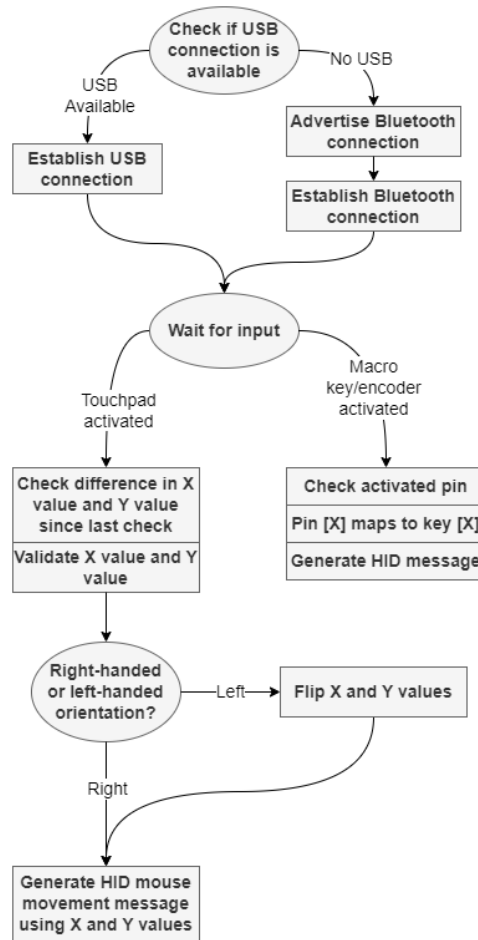 Check if USB
connection is
available
USB
Available
No USB
Establish USB
connection
Advertise Bluetooth
connection
Establish Bluetooth
connection
Wait for input
Touchpad
activated
Macro
key/encoder
activated
Check difference in X
value and Y value
since last check
Validate X value and Y
value
Check activated pin
Pin [X] maps to key [X]
Generate HID message
Right-handed
or left-handed
orientation?
Left
Flip X and Y values
Right
Generate HID mouse
movement message
using X and Y values